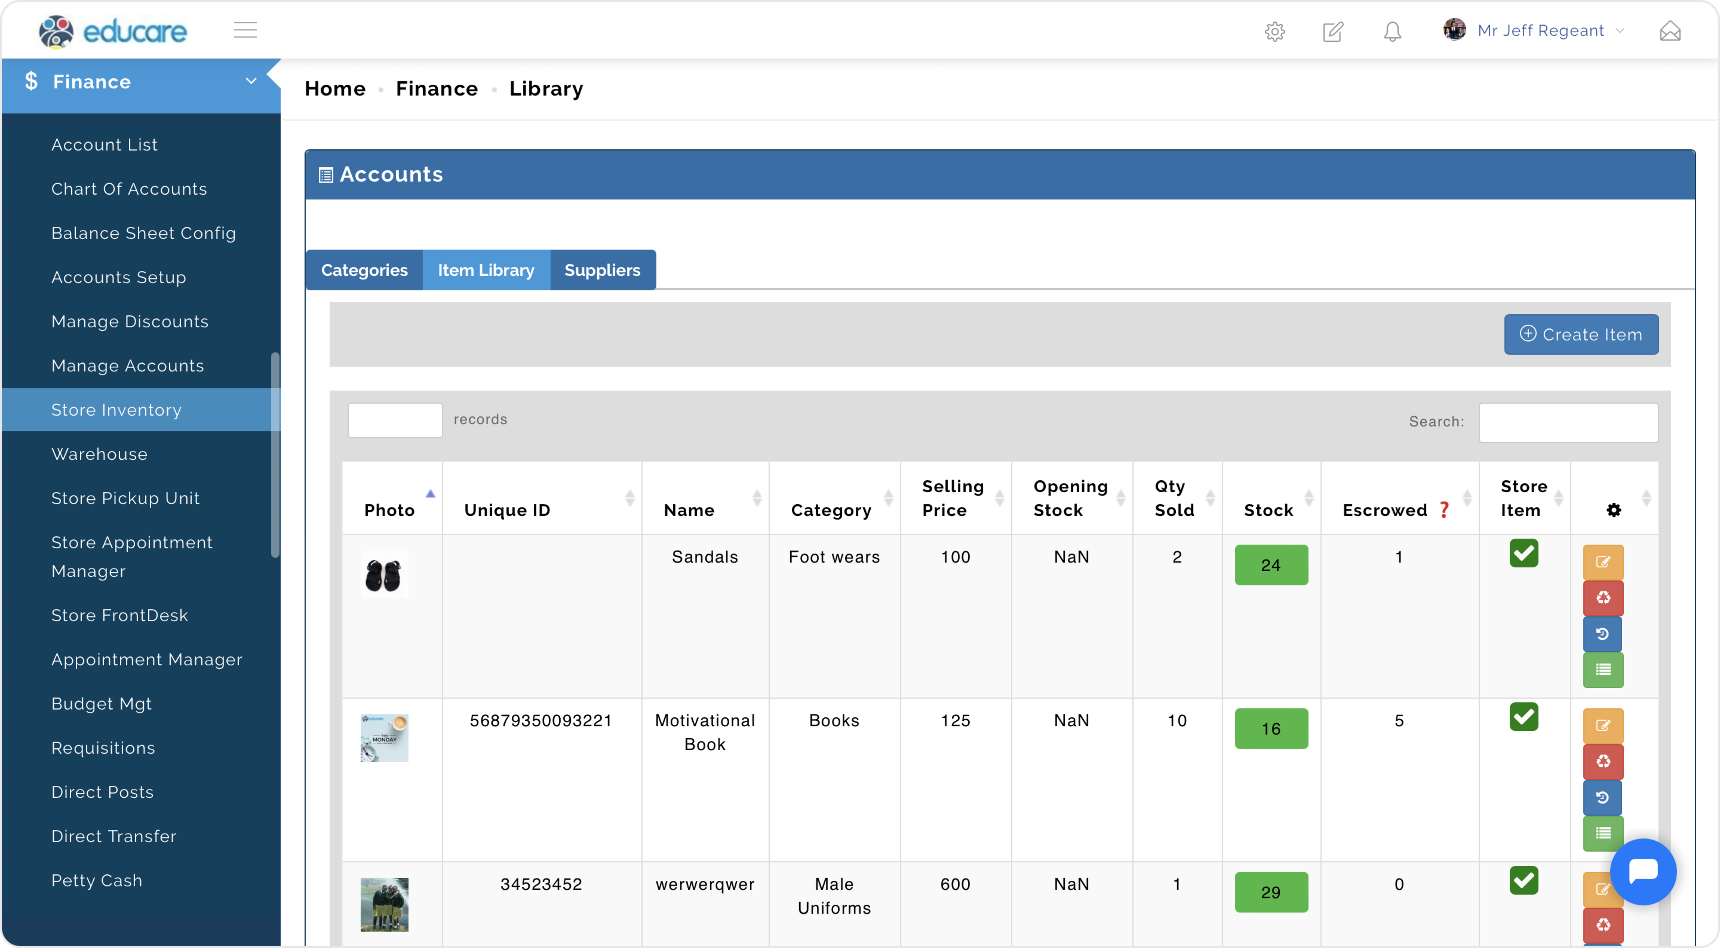 educare
Mr Jeff Regeant
$ Finance
Account List
Chart Of Accounts
Balance Sheet Config
Accounts Setup
Manage Discounts
Manage Accounts
Store Inventory
Warehouse
Store Pickup Unit
Store Appointment
Manager
Store FrontDesk
Appointment Manager
Budget Mgt
Requisitions
Direct Posts
Direct Transfer
Petty Cash
Home • Finance • Library
Accounts
Categories Item Library Suppliers
Create Item
records Search:
Photo Unique ID Name Category Selling Price Opening Stock Qty Sold Stock Escrowed ❓ Store Item
Sandals Foot wears 100 NaN 2 24 1
56879350093221 Motivational Book Books 125 NaN 10 16 5
educare
MONDAY
34523452 werwerqwer Male Uniforms 600 NaN 1 29 0